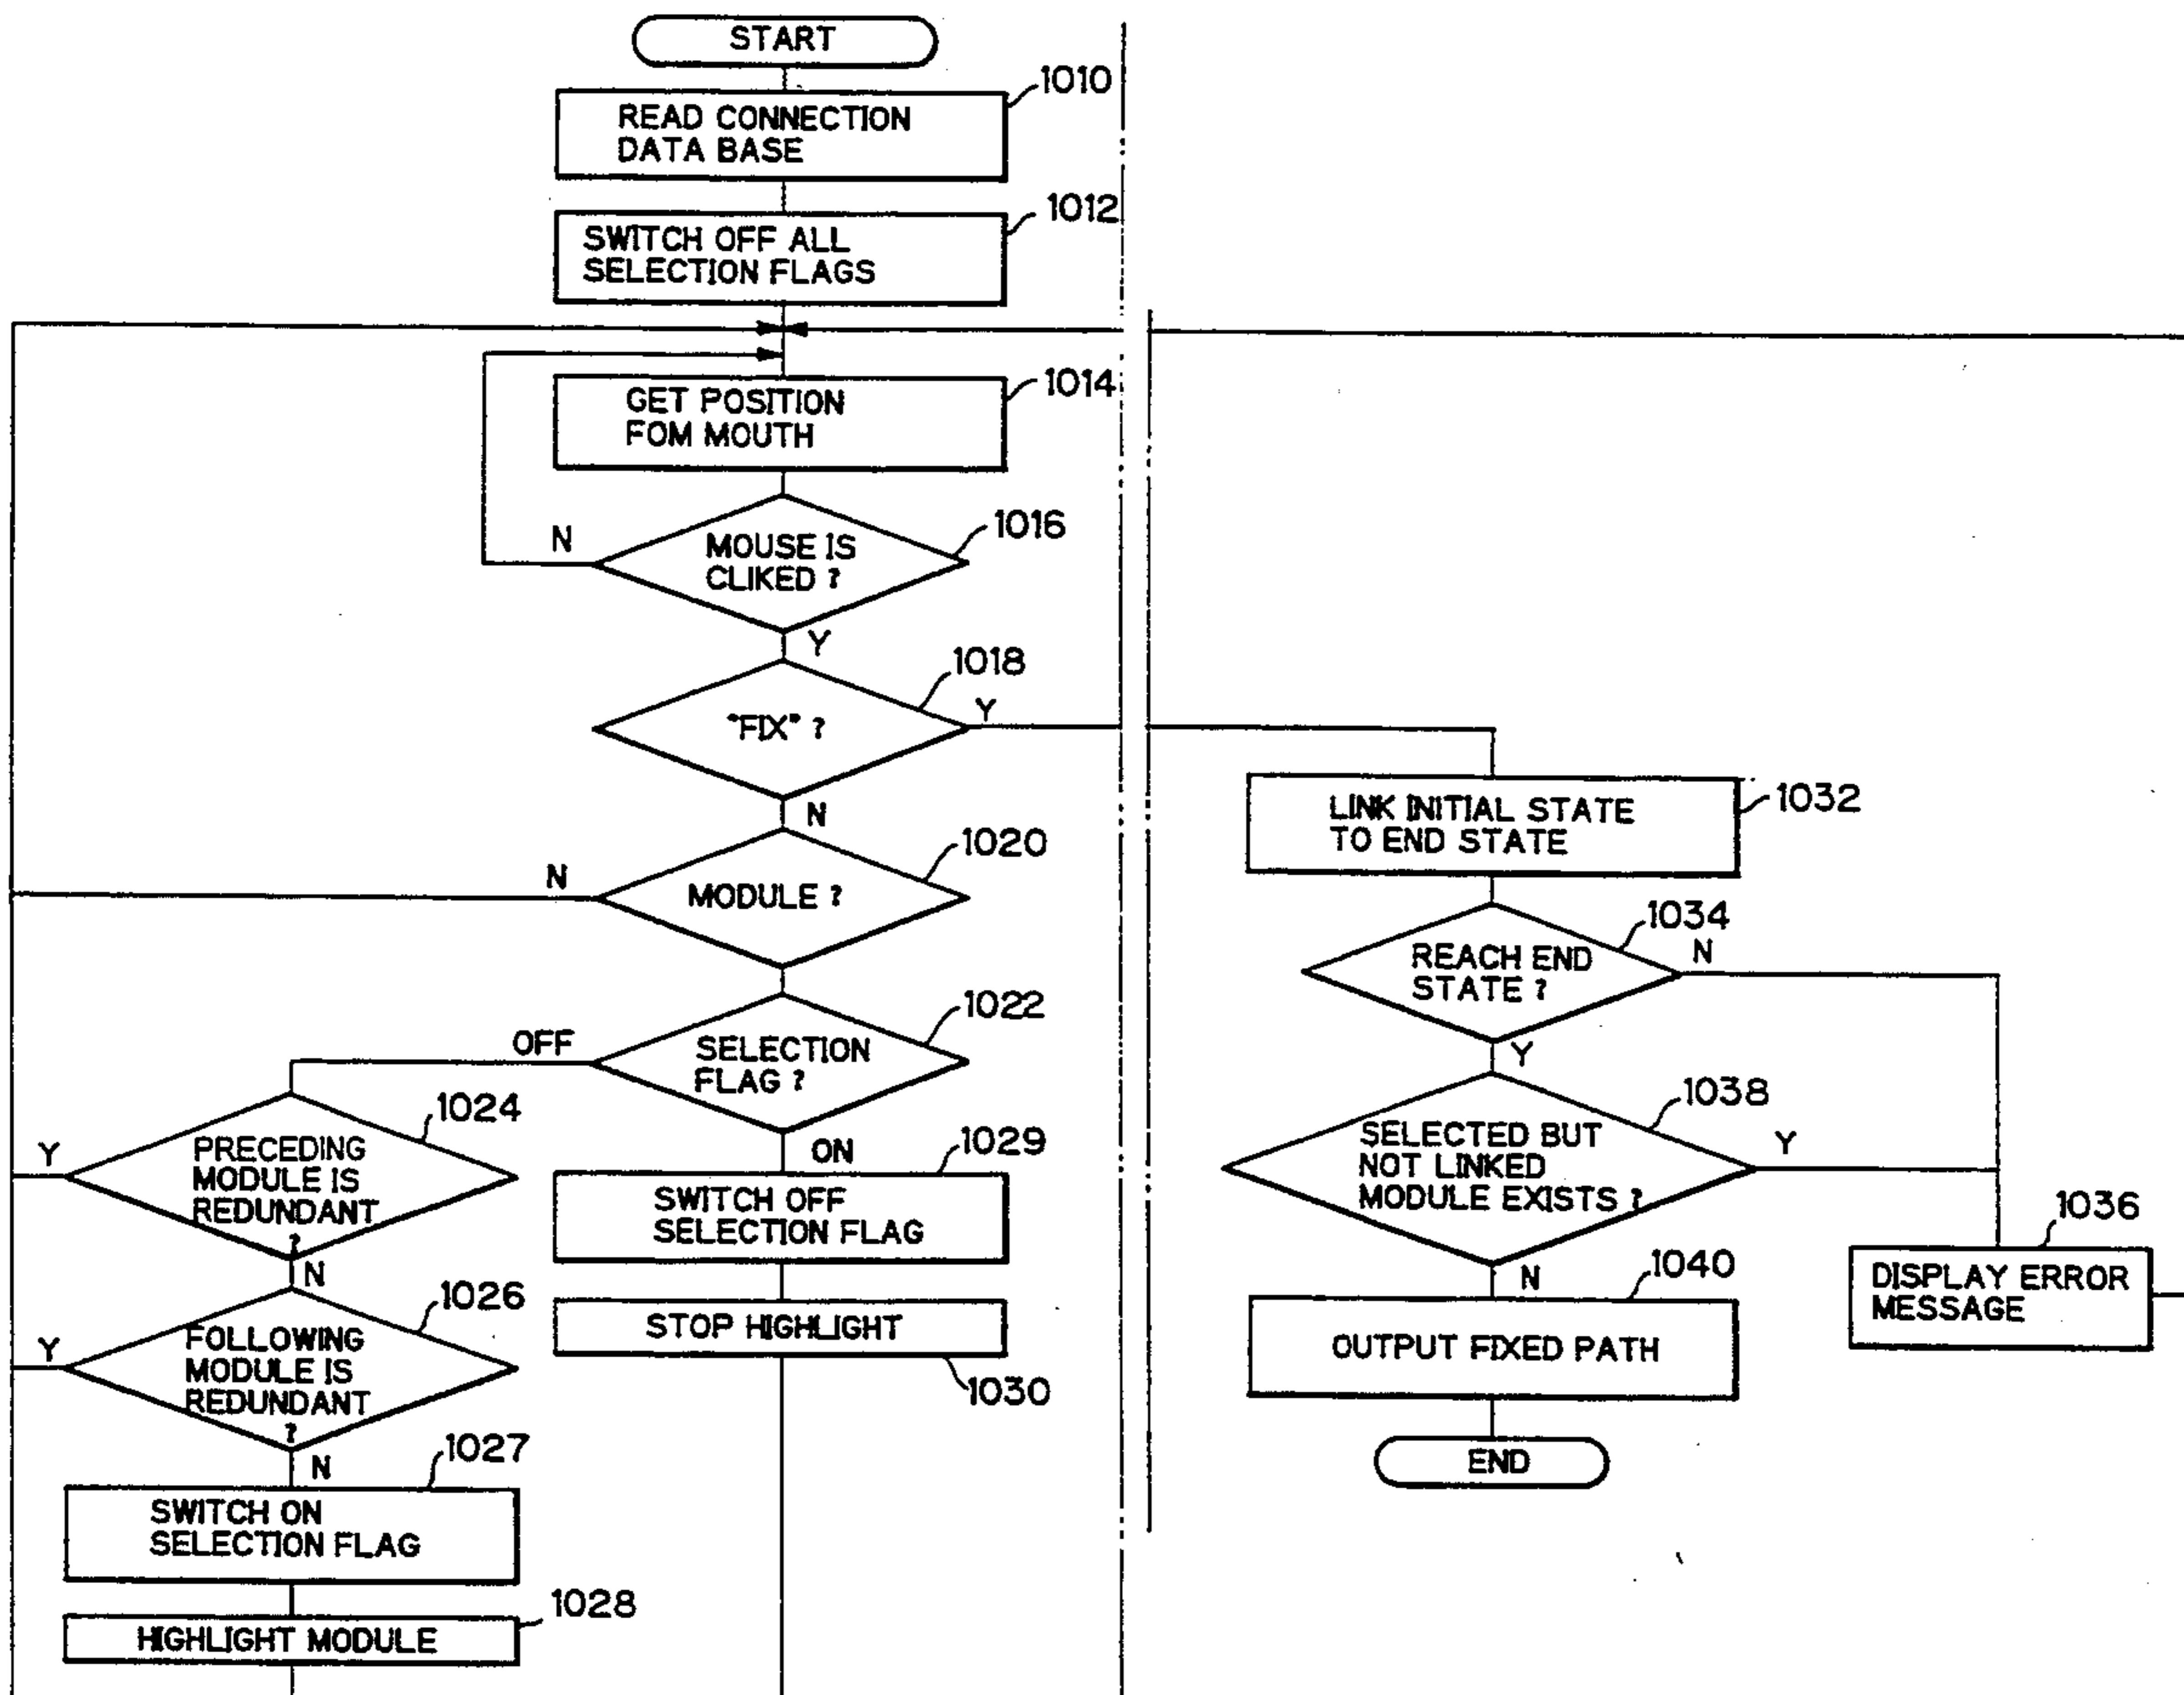 START
1010
READ CONNECTION
DATA BASE
1012
SWITCH OFF ALL
SELECTION FLAGS
1014
GET POSITION
FOM MOUTH
1016
MOUSE IS
CLIKED ?
N
Y
1018
"FIX" ?
Y
N
1020
MODULE ?
N
1022
SELECTION
FLAG ?
OFF
ON
1024
PRECEDING
MODULE IS
REDUNDANT
?
Y
N
1026
FOLLOWING
MODULE IS
REDUNDANT
?
Y
N
1027
SWITCH ON
SELECTION FLAG
1028
HIGHLIGHT MODULE
1029
SWITCH OFF
SELECTION FLAG
STOP HIGHLIGHT
1030
1032
LINK INITIAL STATE
TO END STATE
1034
REACH END
STATE ?
N
Y
1038
SELECTED BUT
NOT LINKED
MODULE EXISTS ?
Y
N
1036
DISPLAY ERROR
MESSAGE
1040
OUTPUT FIXED PATH
END